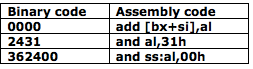 Binary code Assembly code
0000 add [bx+si],al
2431 and al,31h
362400 and ss:al,00h